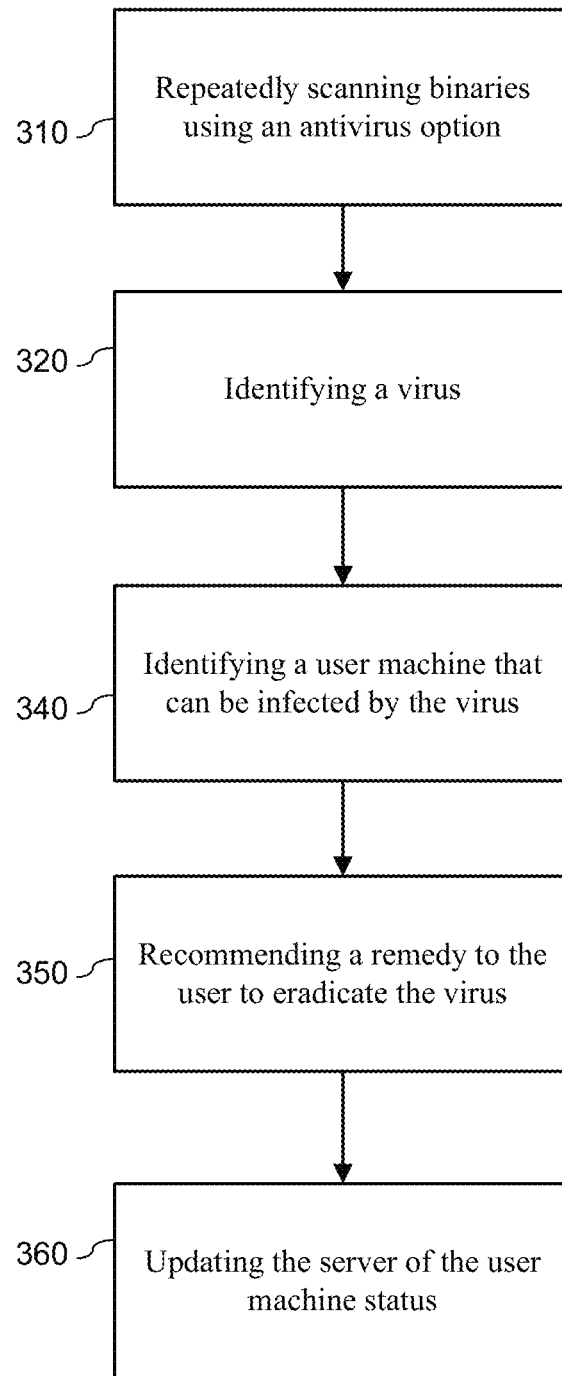 310
Repeatedly scanning binaries
using an antivirus option
320
Identifying a virus
340
Identifying a user machine that
can be infected by the virus
350
Recommending a remedy to the
user to eradicate the virus
360
Updating the server of the user
machine status